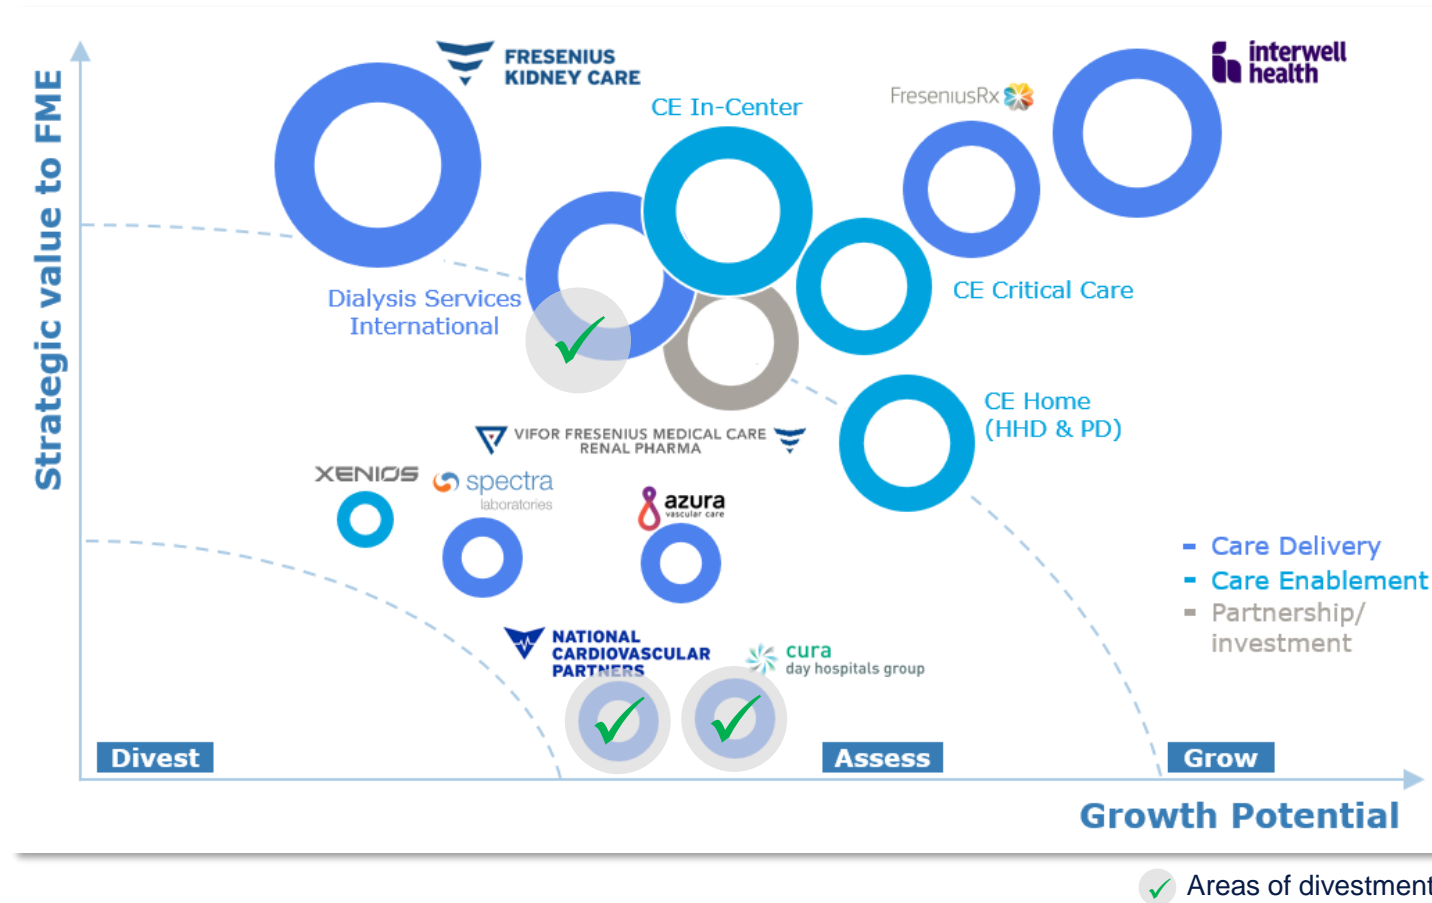 Strategic value to FME
FRESENIUS
KIDNEY CARE
CE In-Center
FreseniusRx
interwell
health
Dialysis Services
International
CE Critical Care
CE Home
(HHD & PD)
VIFOR FRESENIUS MEDICAL CARE
RENAL PHARMA
XENIOS
spectra
laboratories
azura
vascular care
NATIONAL
CARDIOVASCULAR
PARTNERS
cura
day hospitals group
Care Delivery
Care Enablement
Partnership/
investment
Divest
Assess
Grow
Growth Potential
Areas of divestment